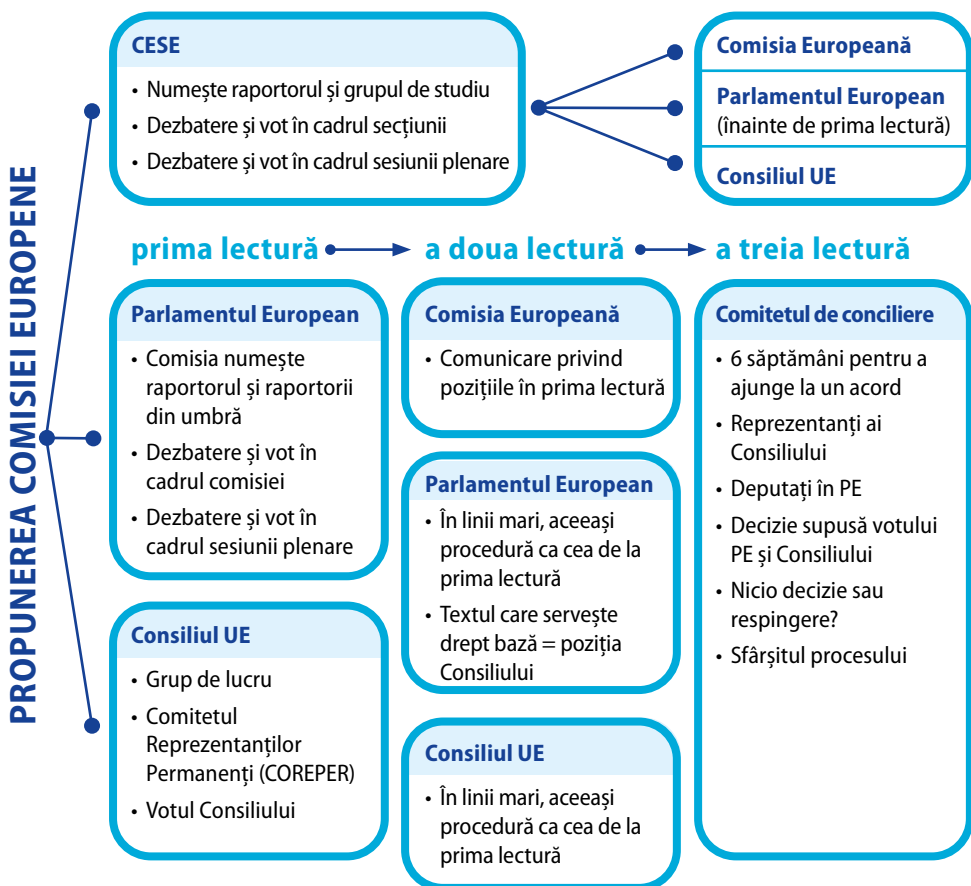 PROPUNEREA COMISIEI EUROPENE
CESE
• Numește raportorul și grupul de studiu
• Dezbatere și vot în cadrul secțiunii
• Dezbatere și vot în cadrul sesiunii plenare
Comisia Europeană
Parlamentul European
(înainte de prima lectură)
Consiliul UE
prima lectură
a doua lectură
a treia lectură
Parlamentul European
• Comisia numește
raportorul și raportorii
din umbră
• Dezbatere și vot în
cadrul comisiei
• Dezbatere și vot în
cadrul sesiunii plenare
Consiliul UE
• Grup de lucru
• Comitetul
Reprezentanților
Permanenți (COREPER)
• Votul Consiliului
Comisia Europeană
• Comunicare privind
pozițiile în prima lectură
Parlamentul European
• În linii mari, aceeași
procedură ca cea de la
prima lectură
• Textul care servește
drept bază = poziția
Consiliului
Consiliul UE
• În linii mari, aceeași
procedură ca cea de la
prima lectură
Comitetul de conciliere
• 6 săptămâni pentru a
ajunge la un acord
• Reprezentanți ai
Consiliului
• Deputați în PE
• Decizie supusă votului
PE și Consiliului
• Nicio decizie sau
respingere?
• Sfârșitul procesului